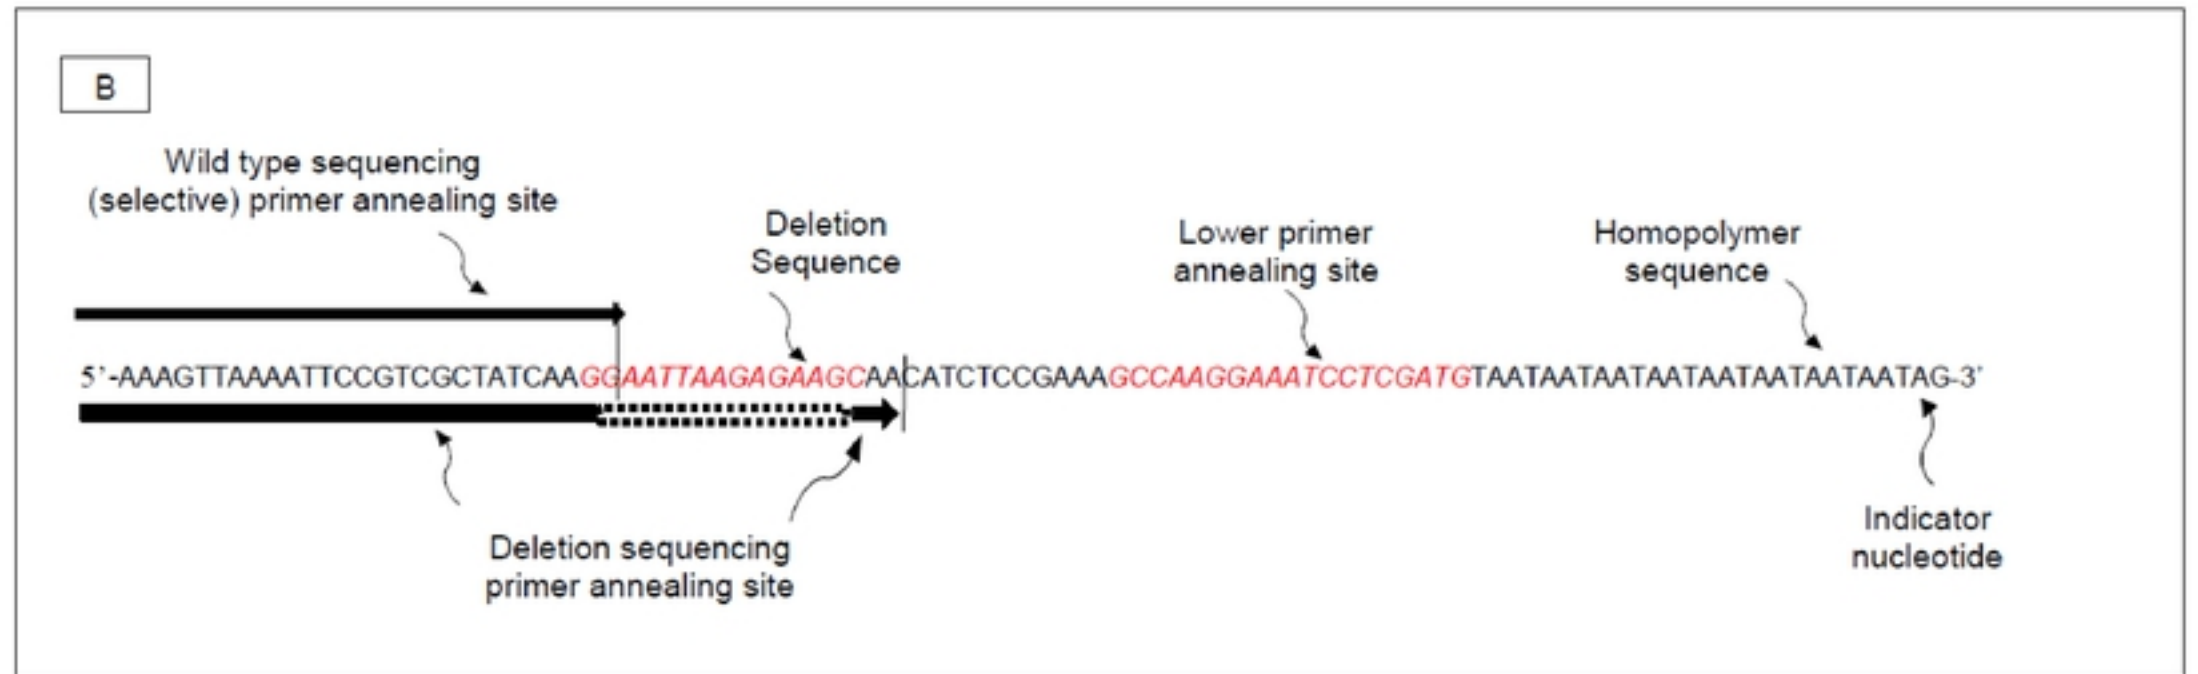 B
Wild type sequencing
(selective) primer annealing site
Deletion
Sequence
Lower primer
annealing site
Homopolymer
sequence
5'-AAAGTTAAAATTCCGTCGCTATCAAGGAATTAAGAGAAGCAACATCTCCGAAAGCCAAGGAAATCCTCGATGTAATAATAATAATAATAATAATAATAG-3'
Deletion sequencing
primer annealing site
Indicator
nucleotide